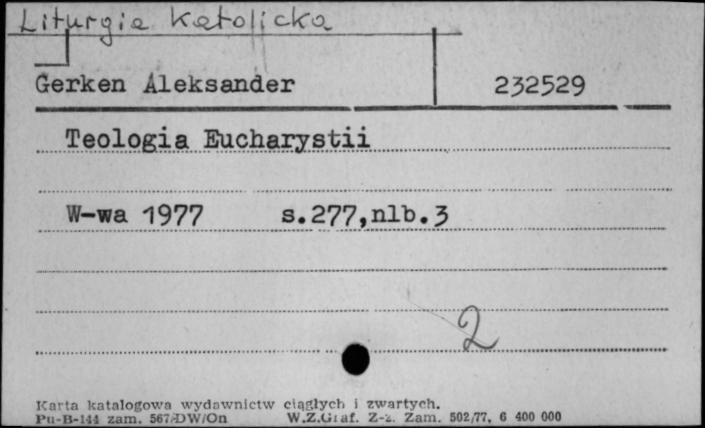 Liturgia Katolicka
Gerken Aleksander 232529
Teologia Eucharystii
W-wa 1977 s.277,nlb.3
2
Karta katalogowa wydawnictw ciągłych i zwartych.
Pu-B-144 zam. 567/DW/On W.Z.Graf. Z-z. Zam. 502/77, 6 400 000